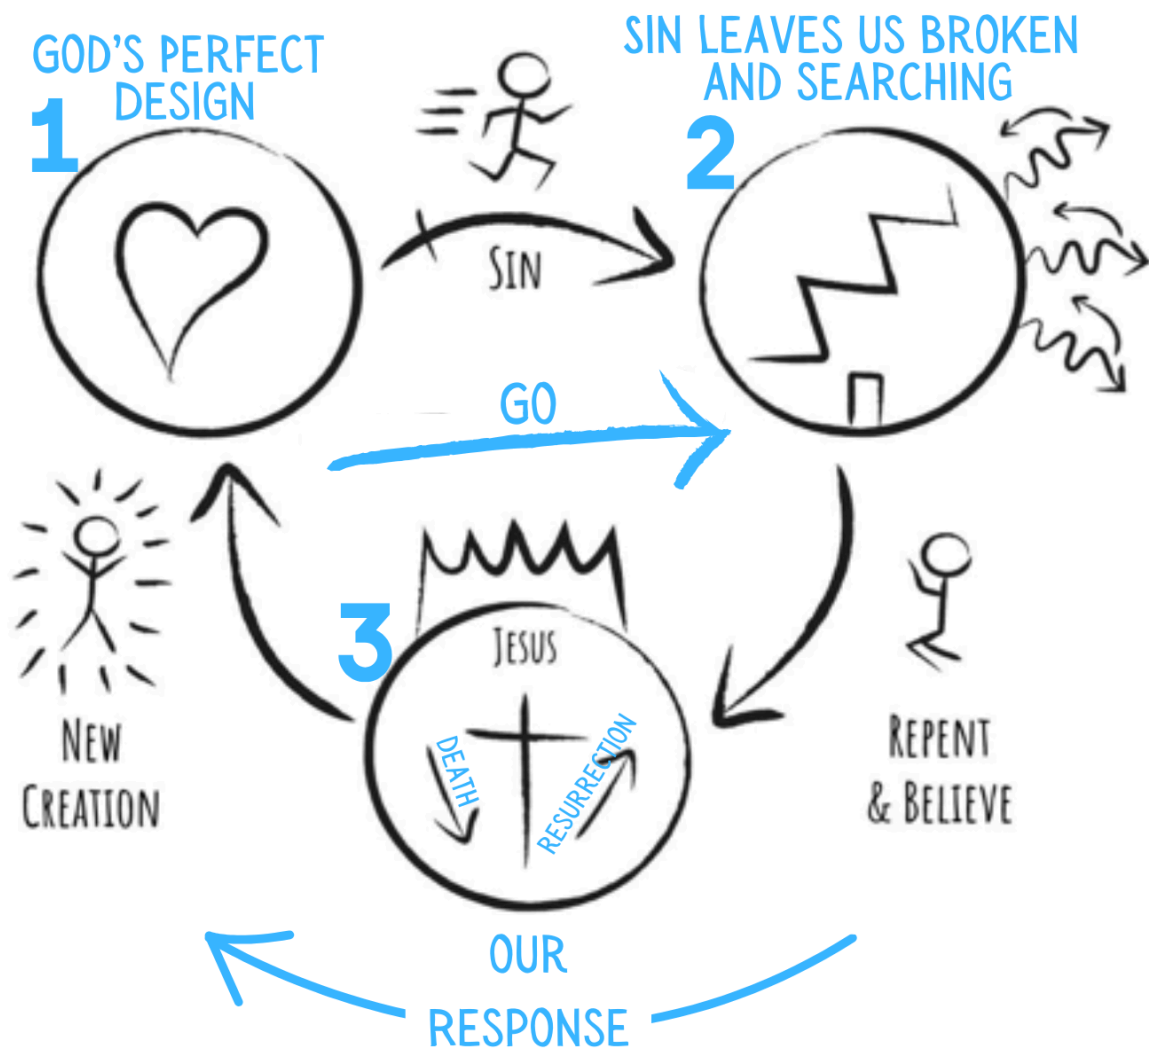 GOD'S PERFECT
DESIGN
1
SIN LEAVES US BROKEN
AND SEARCHING
2
SIN
GO
3
JESUS
DEATH
RESURRECTION
NEW
CREATION
REPENT
& BELIEVE
OUR
RESPONSE